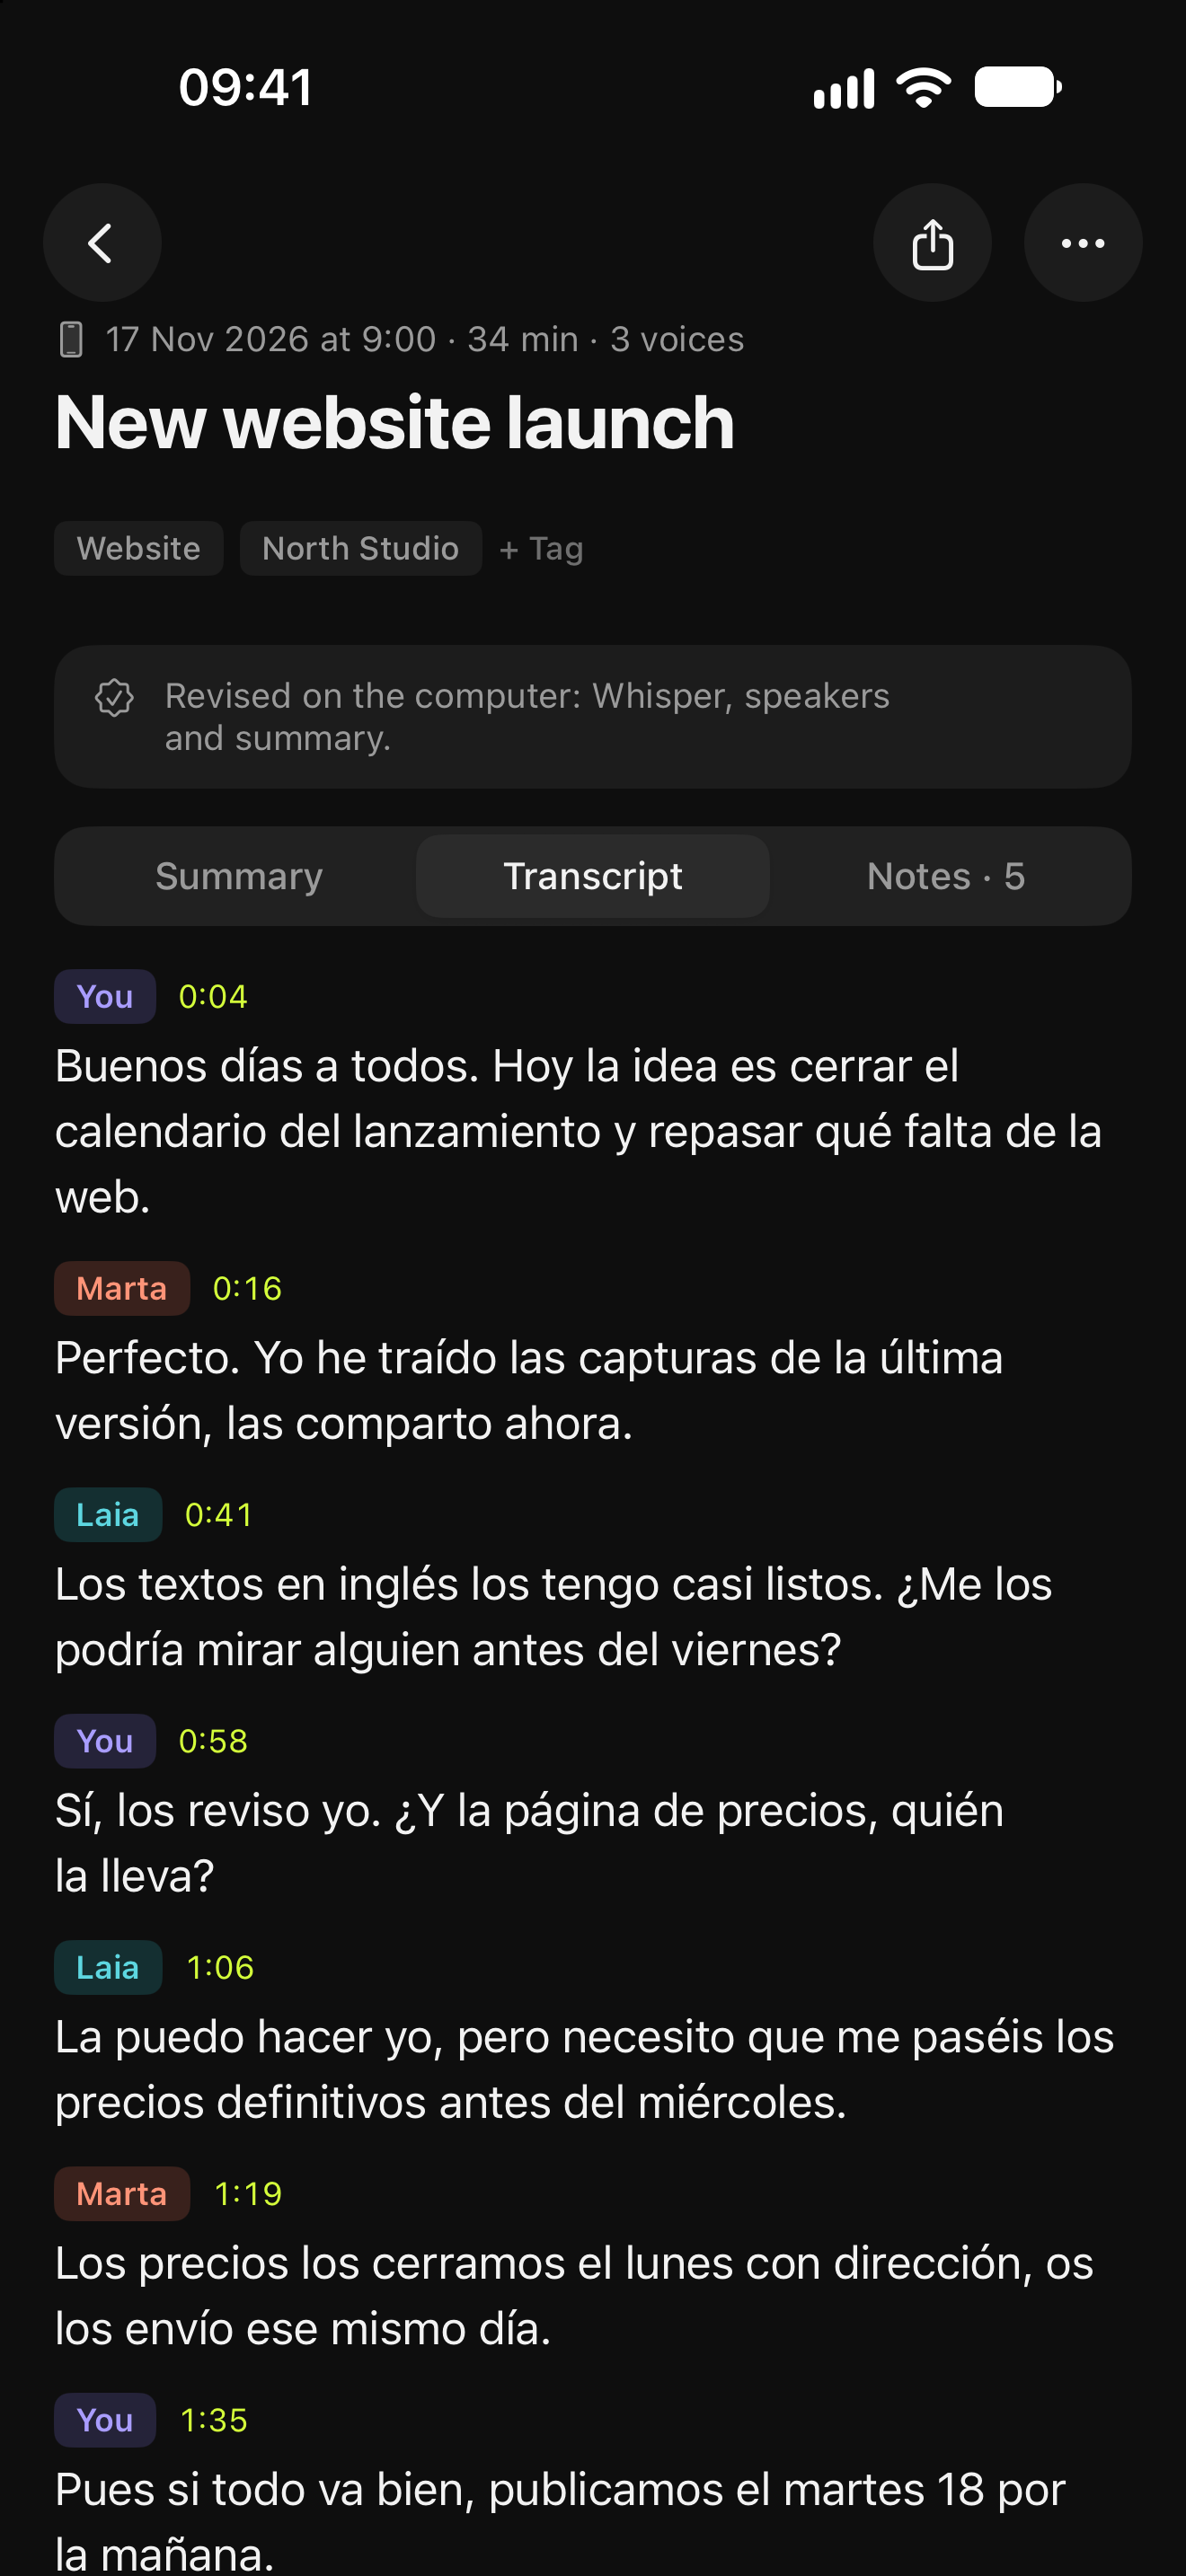 09:41
17 Nov 2026 at 9:00 · 34 min · 3 voices
New website launch
Website
North Studio
+ Tag
Revised on the computer: Whisper, speakers
and summary.
Summary
Transcript
Notes · 5
You 0:04
Buenos días a todos. Hoy la idea es cerrar el
calendario del lanzamiento y repasar qué falta de la
web.
Marta 0:16
Perfecto. Yo he traído las capturas de la última
versión, las comparto ahora.
Laia 0:41
Los textos en inglés los tengo casi listos. ¿Me los
podría mirar alguien antes del viernes?
You 0:58
Sí, los reviso yo. ¿Y la página de precios, quién
la lleva?
Laia 1:06
La puedo hacer yo, pero necesito que me paséis los
precios definitivos antes del miércoles.
Marta 1:19
Los precios los cerramos el lunes con dirección, os
los envío ese mismo día.
You 1:35
Pues si todo va bien, publicamos el martes 18 por
la mañana.